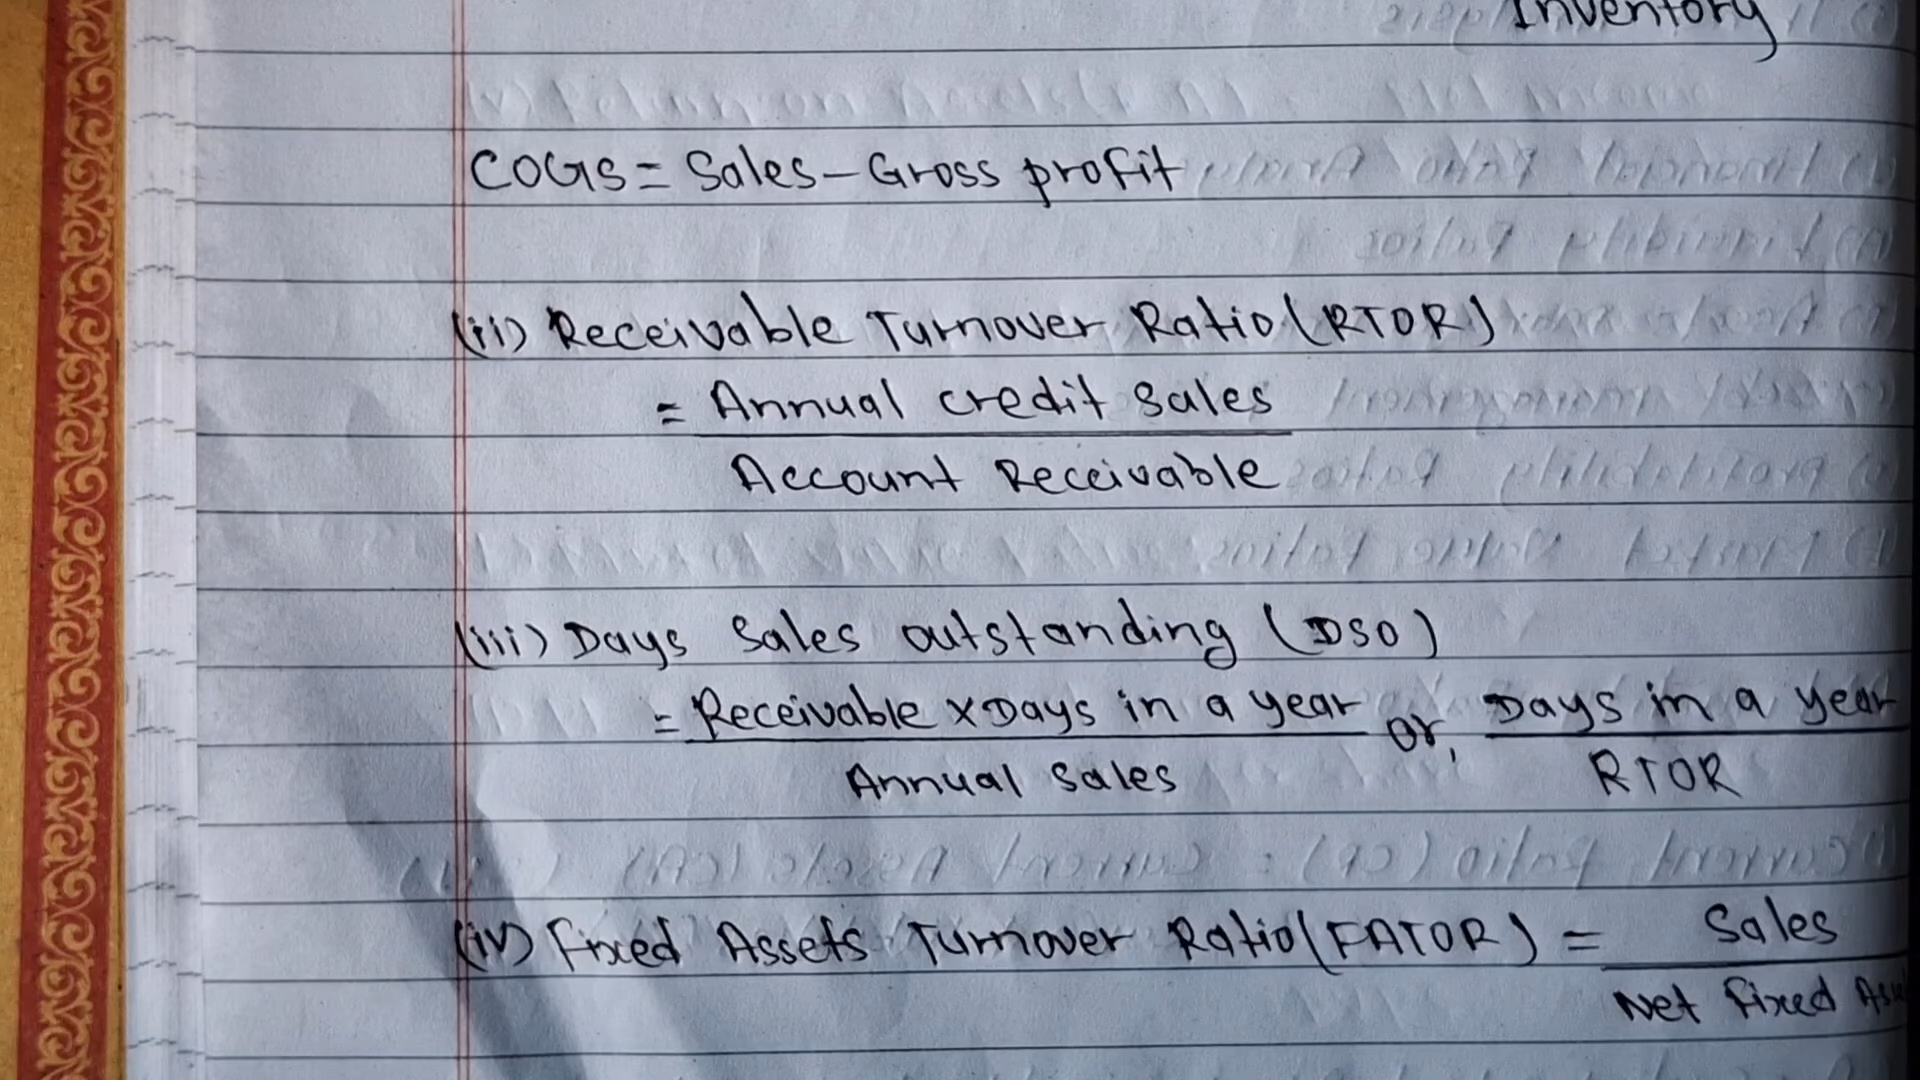 Inventory
COGS = Sales - Gross profit
(ii) Receivable Turnover Ratio (RTOR)
= Annual credit sales
Account Receivable
(iii) Days Sales outstanding (DSO)
= Receivable x Days in a year or, Days in a year
Annual sales RTOR
(iv) Fixed Assets Turnover Ratio (FATOR) = Sales
Net Fixed